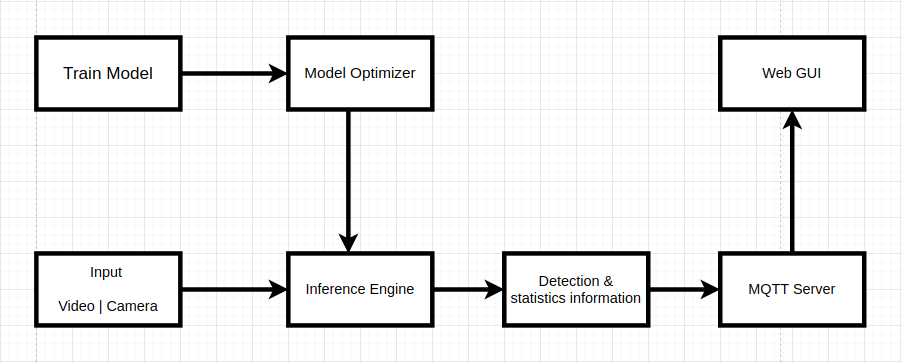 Train Model
Model Optimizer
Web GUI
Input
Video | Camera
Inference Engine
Detection &
statistics information
MQTT Server